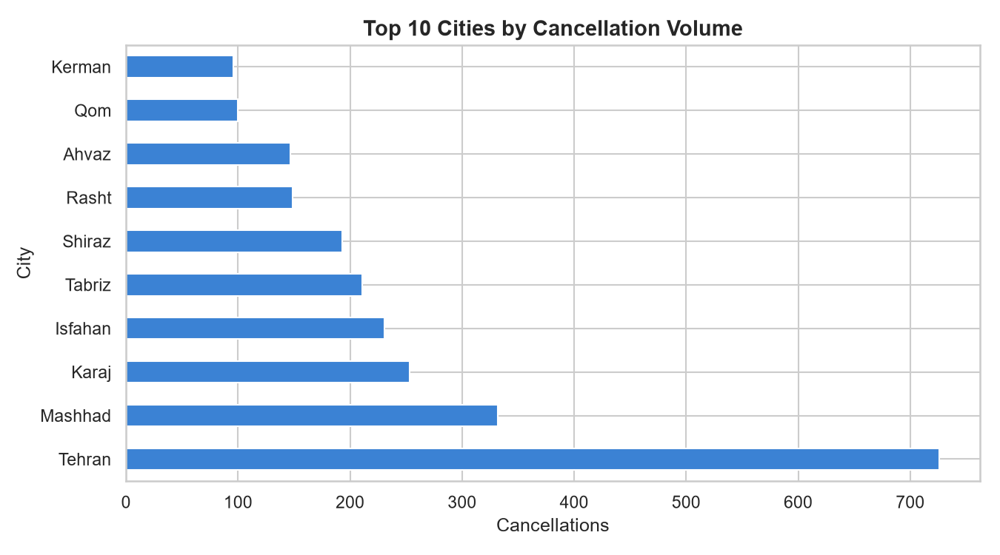 Top 10 Cities by Cancellation Volume
Kerman
Qom
Ahvaz
Rasht
Shiraz
Tabriz
Isfahan
Karaj
Mashhad
Tehran
City
0 100 200 300 400 500 600 700
Cancellations